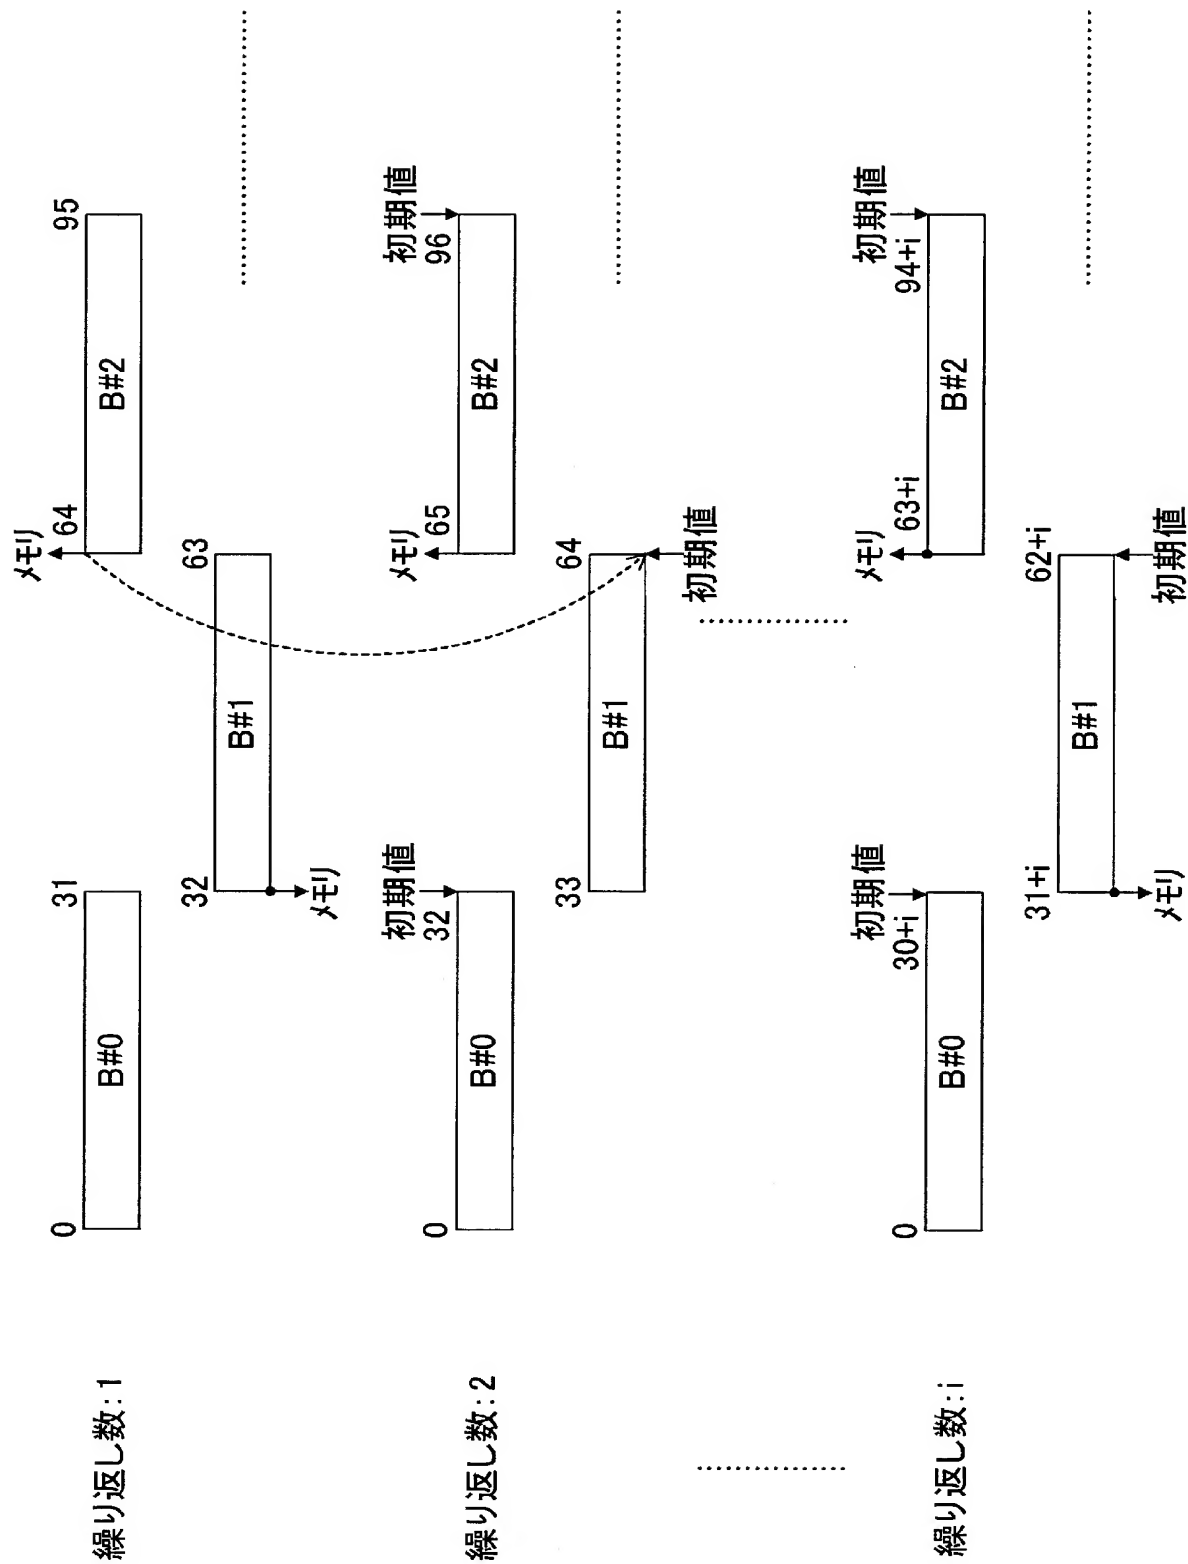 繰り返し数:1
メモリ
0
31
64
95
B#0
B#2
32
63
B#1
メモリ
繰り返し数:2
初期値
メモリ
初期値
0
32
65
96
B#0
B#2
33
64
B#1
初期値
繰り返し数:i
初期値
メモリ
初期値
0
30+i
63+i
94+i
B#0
B#2
31+i
62+i
B#1
メモリ
初期値